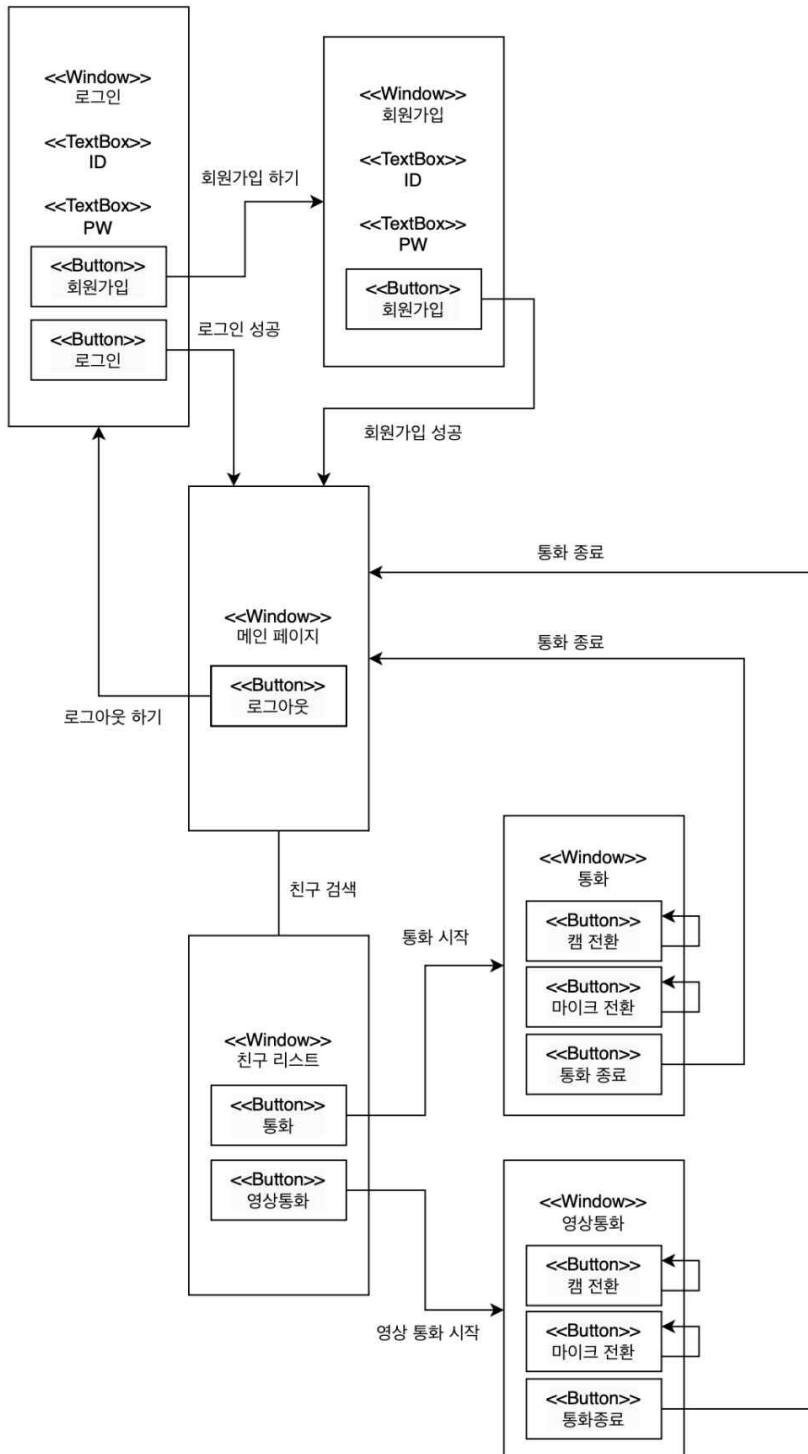 <<Window>>
로그인
<<TextBox>>
ID
<<TextBox>>
PW
<<Button>>
회원가입
<<Button>>
로그인
회원가입 하기
로그인 성공
<<Window>>
회원가입
<<TextBox>>
ID
<<TextBox>>
PW
<<Button>>
회원가입
회원가입 성공
<<Window>>
메인 페이지
<<Button>>
로그아웃
로그아웃 하기
통화 종료
통화 종료
친구 검색
<<Window>>
친구 리스트
<<Button>>
통화
<<Button>>
영상통화
통화 시작
영상 통화 시작
<<Window>>
통화
<<Button>>
캠 전환
<<Button>>
마이크 전환
<<Button>>
통화 종료
<<Window>>
영상통화
<<Button>>
캠 전환
<<Button>>
마이크 전환
<<Button>>
통화종료